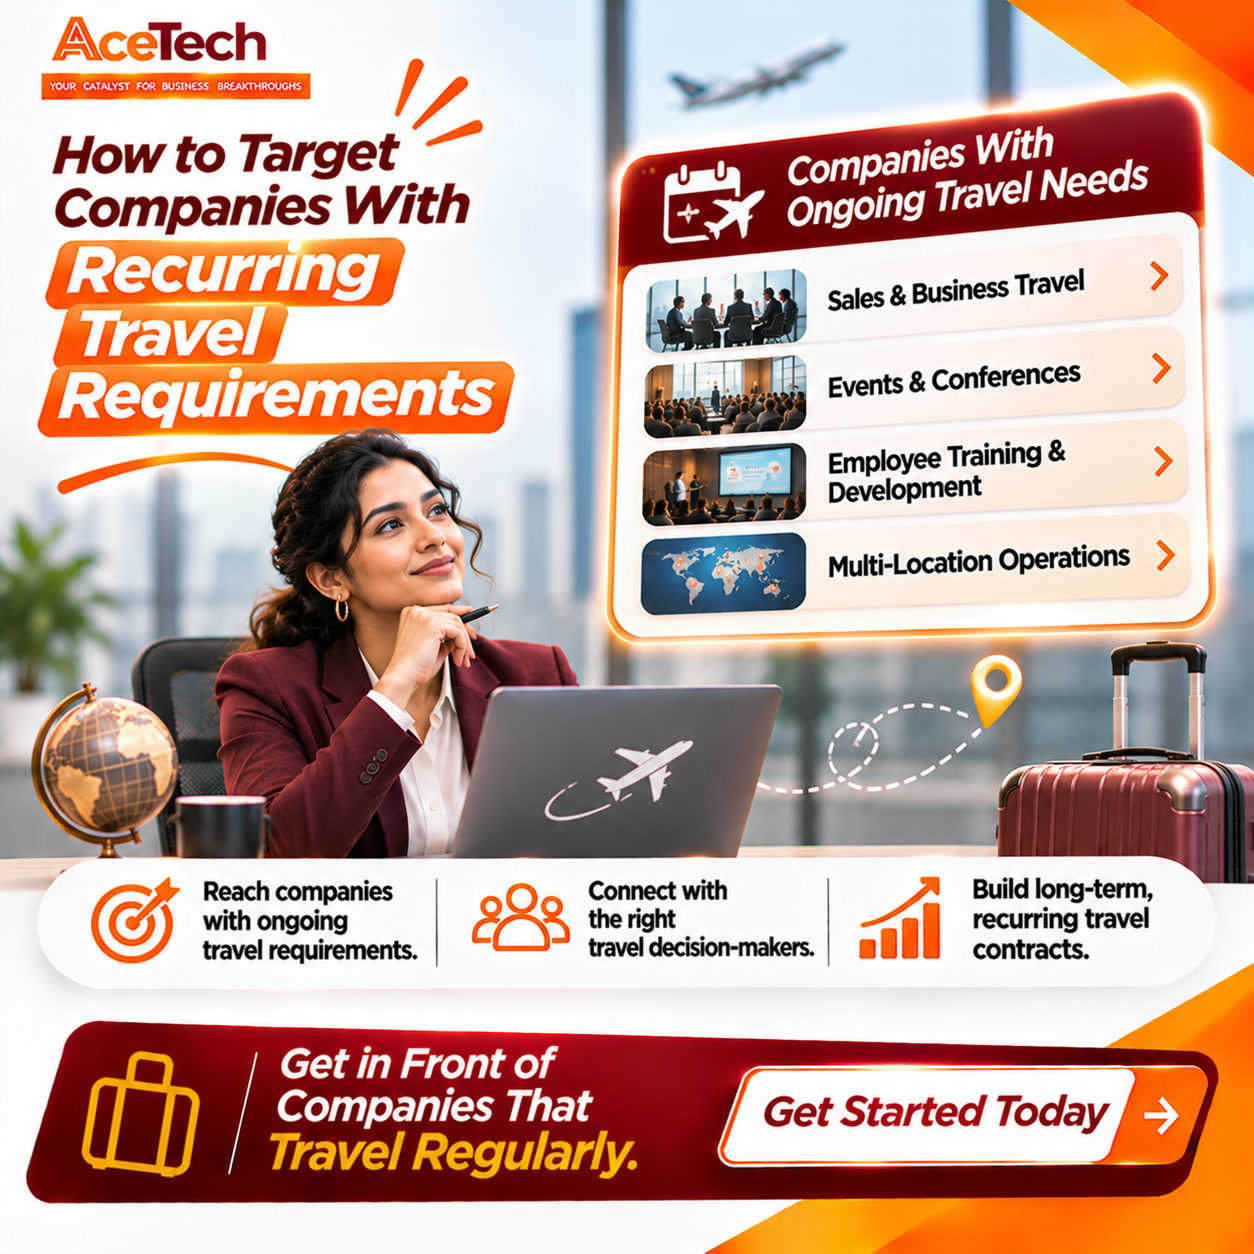 AceTech
YOUR CATALYST FOR BUSINESS BREAKTHROUGHS
How to Target
Companies With
Recurring
Travel
Requirements
Companies With
Ongoing Travel Needs
Sales & Business Travel
Events & Conferences
Employee Training &
Development
Multi-Location Operations
Reach companies
with ongoing
travel requirements.
Connect with
the right
travel decision-makers.
Build long-term,
recurring travel
contracts.
Get in Front of
Companies That
Travel Regularly.
Get Started Today